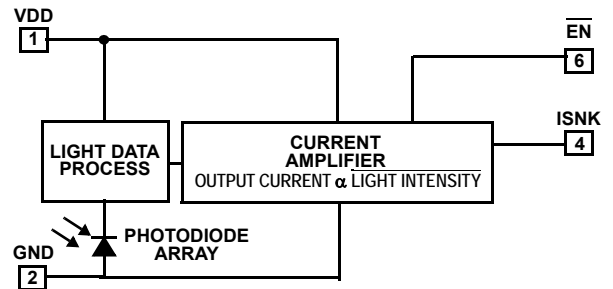 VDD
1
EN
6
ISNK
4
LIGHT DATA
PROCESS
CURRENT
AMPLIFIER
OUTPUT CURRENT α LIGHT INTENSITY
PHOTODIODE
ARRAY
GND
2